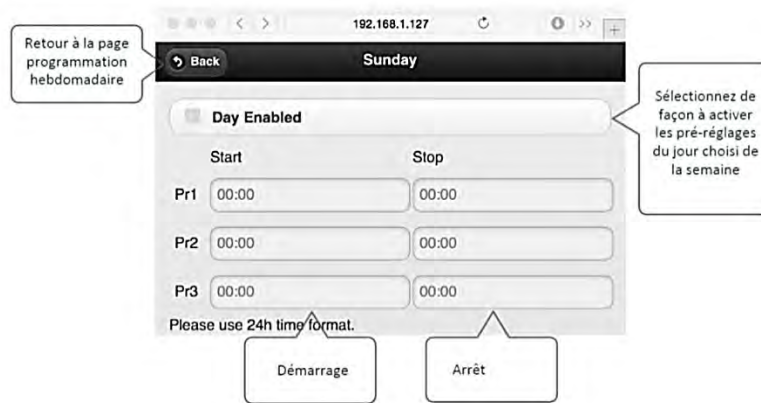 192.168.1.127
Retour à la page
programmation
hebdomadaire
Back
Sunday
Day Enabled
Sélectionnez de
façon à activer
les pré-réglages
du jour choisi de
la semaine
Start Stop
Pr1 00:00 00:00
Pr2 00:00 00:00
Pr3 00:00 00:00
Please use 24h time format.
Démarrage
Arrêt